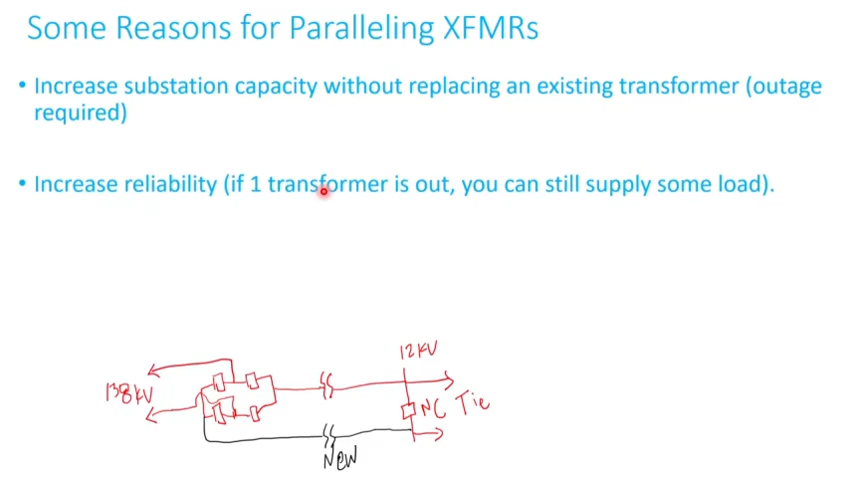 Some Reasons for Paralleling XFMRs
• Increase substation capacity without replacing an existing transformer (outage
required)
• Increase reliability (if 1 transformer is out, you can still supply some load).
12KV
138KV
NC Tie
New